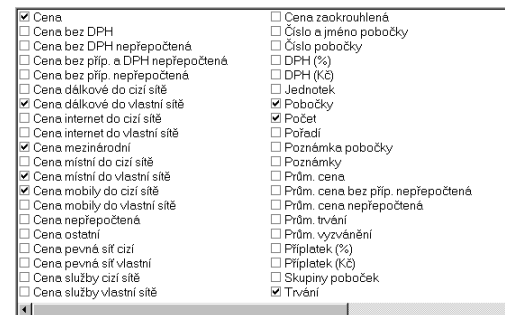 Cena
Cena bez DPH
Cena bez DPH nepřepočtená
Cena bez příp. a DPH nepřepočtená
Cena bez příp. nepřepočtená
Cena dálkové do cizí sítě
Cena dálkové do vlastní sítě
Cena internet do cizí sítě
Cena internet do vlastní sítě
Cena mezinárodní
Cena místní do cizí sítě
Cena místní do vlastní sítě
Cena mobily do cizí sítě
Cena mobily do vlastní sítě
Cena nepřepočtená
Cena ostatní
Cena pevná síť cizí
Cena pevná síť vlastní
Cena služby cizí sítě
Cena služby vlastní sítě
Cena zaokrouhlená
Číslo a jméno pobočky
Číslo pobočky
DPH (%)
DPH (Kč)
Jednotek
Pobočky
Počet
Pořadí
Poznámka pobočky
Poznámky
Prům. cena
Prům. cena bez příp. nepřepočtená
Prům. cena nepřepočtená
Prům. trvání
Prům. vyzvánění
Příplatek (%)
Příplatek (Kč)
Skupiny poboček
Trvání